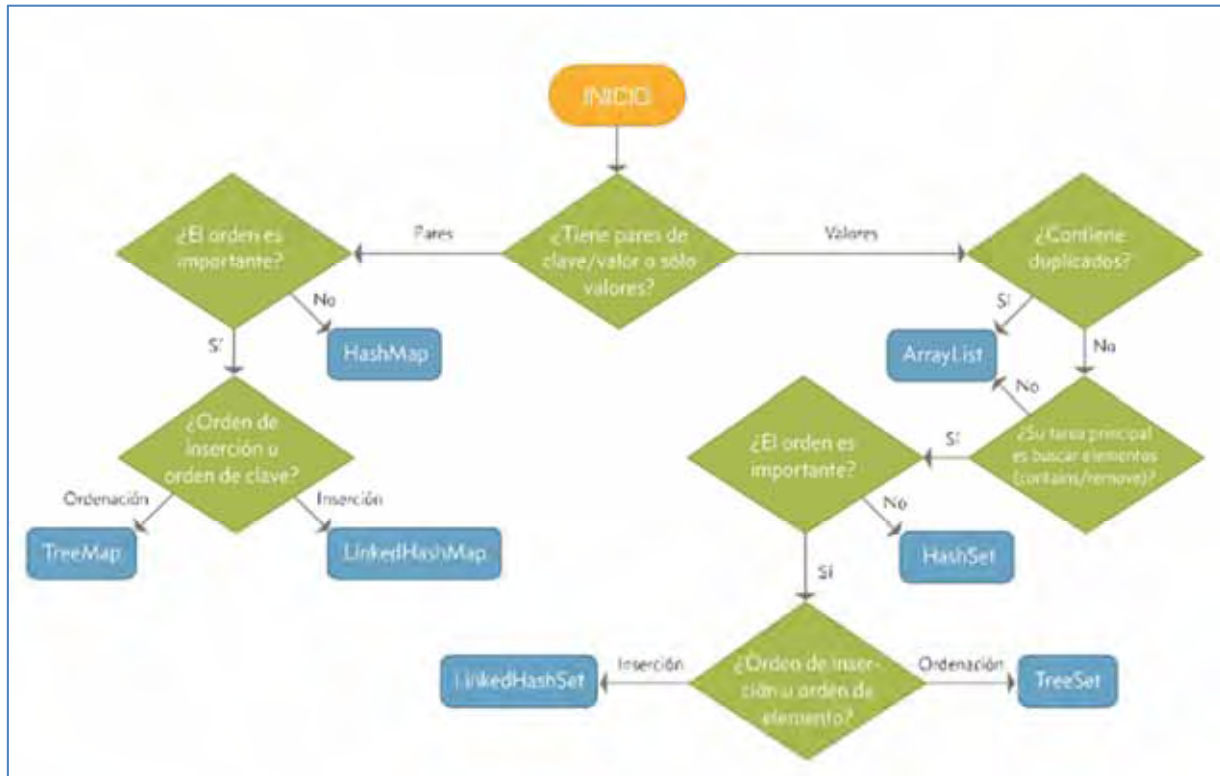 INICIO
¿El orden es
importante?
Pares
¿Tiene pares de
clave/valor o sólo
valores?
Valores
¿Contiene
duplicados?
No
Sí
HashMap
Sí
ArrayList
No
No
¿Orden de
inserción u
orden de clave?
¿El orden es
importante?
Sí
¿Su tarea principal
es buscar elementos
(contains/remove)?
Ordenación
Inserción
No
TreeMap
LinkedHashMap
HashSet
Sí
LinkedHashSet
Inserción
¿Orden de inser-
ción u orden de
elemento?
Ordenación
TreeSet